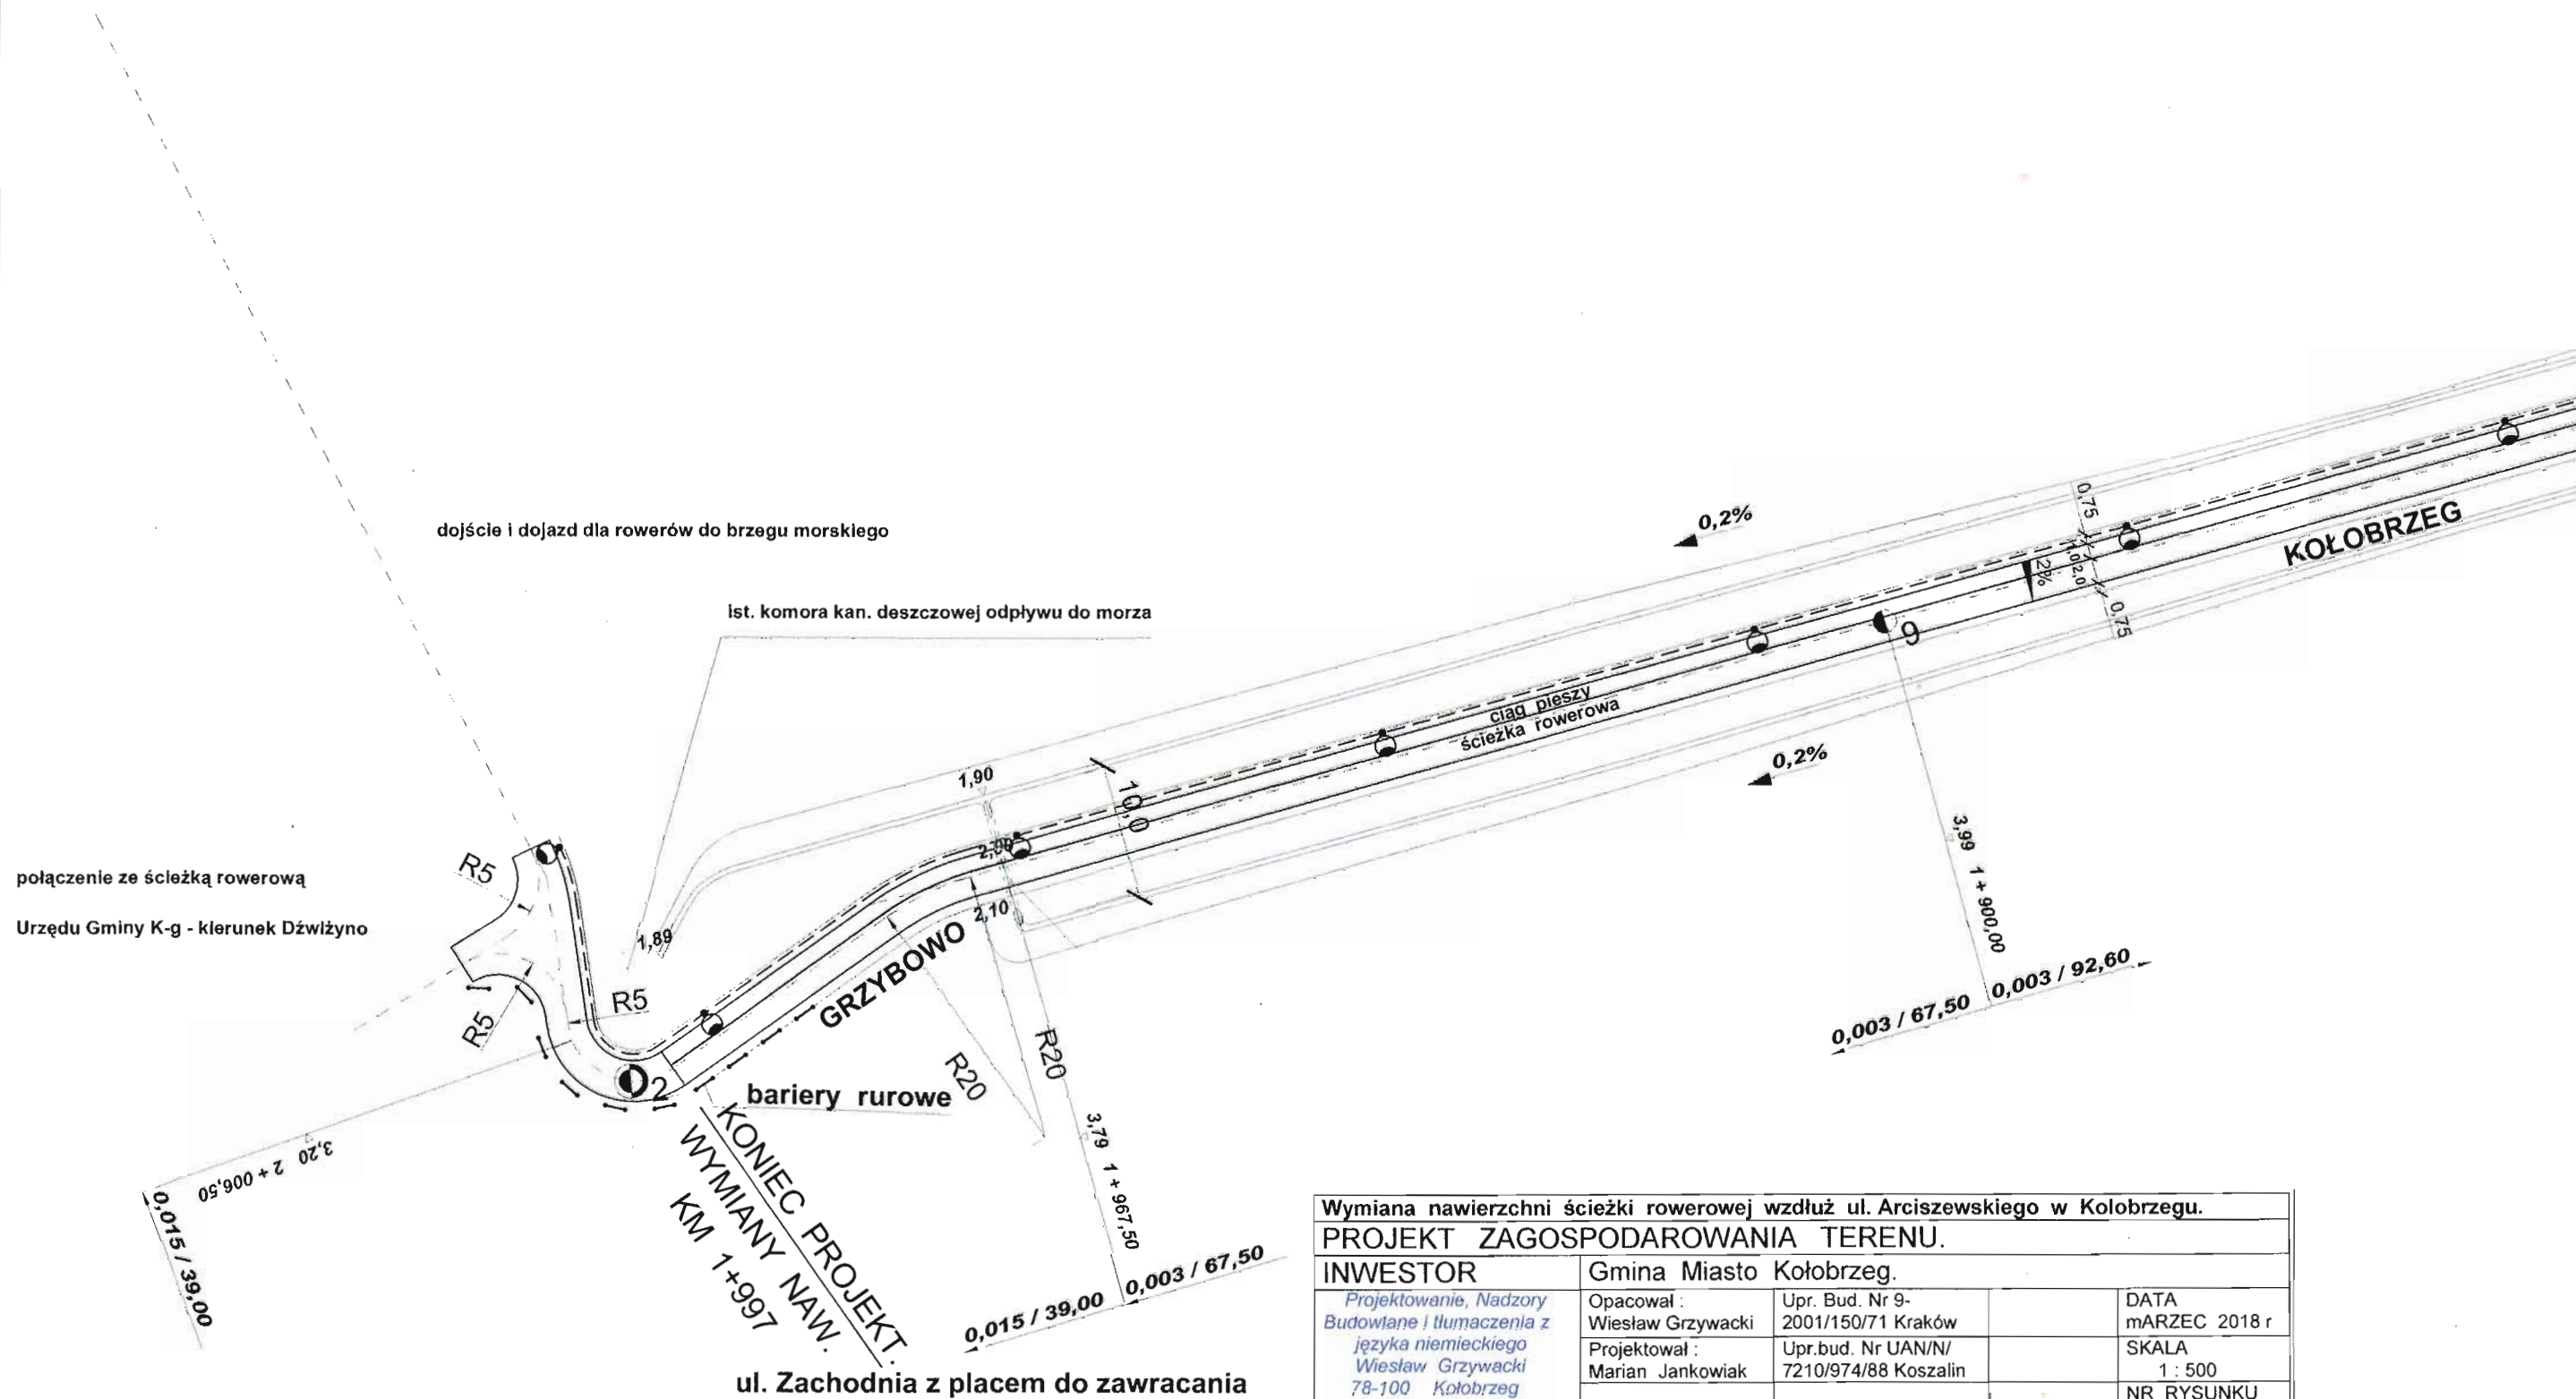 dojście i dojazd dla rowerów do brzegu morskiego
ist. komora kan. deszczowej odpływu do morza
połączenie ze ścieżką rowerową
Urzędu Gminy K-g - kierunek Dźwiżyno
R5
R5
R5
1,89
1,90
2,10
10,0
GRZYBOWO
R20
R20
bariery rurowe
2
3,20 2 + 006,50
0,015 / 39,00
KONIEC PROJEKT.
WYMIANY NAW.
KM 1+997
3,79 1 + 967,50
0,015 / 39,00
0,003 / 67,50
ul. Zachodnia z placem do zawracania
ciąg pieszy
ścieżka rowerowa
0,2%
0,2%
9
2%
0,75
2,0
0,75
KOŁOBRZEG
3,99 1 + 900,00
0,003 / 67,50
0,003 / 92,60
Wymiana nawierzchni ścieżki rowerowej wzdłuż ul. Arciszewskiego w Kolobrzegu.
PROJEKT ZAGOSPODAROWANIA TERENU.
INWESTOR
Gmina Miasto Kołobrzeg.
Projektowanie, Nadzory
Budowlane i tłumaczenia z
języka niemieckiego
Wiesław Grzywacki
78-100 Kołobrzeg
Opacował :
Wiesław Grzywacki
Upr. Bud. Nr 9-
2001/150/71 Kraków
DATA
mARZEC 2018 r
Projektował :
Marian Jankowiak
Upr.bud. Nr UAN/N/
7210/974/88 Koszalin
SKALA
1 : 500
NR RYSUNKU